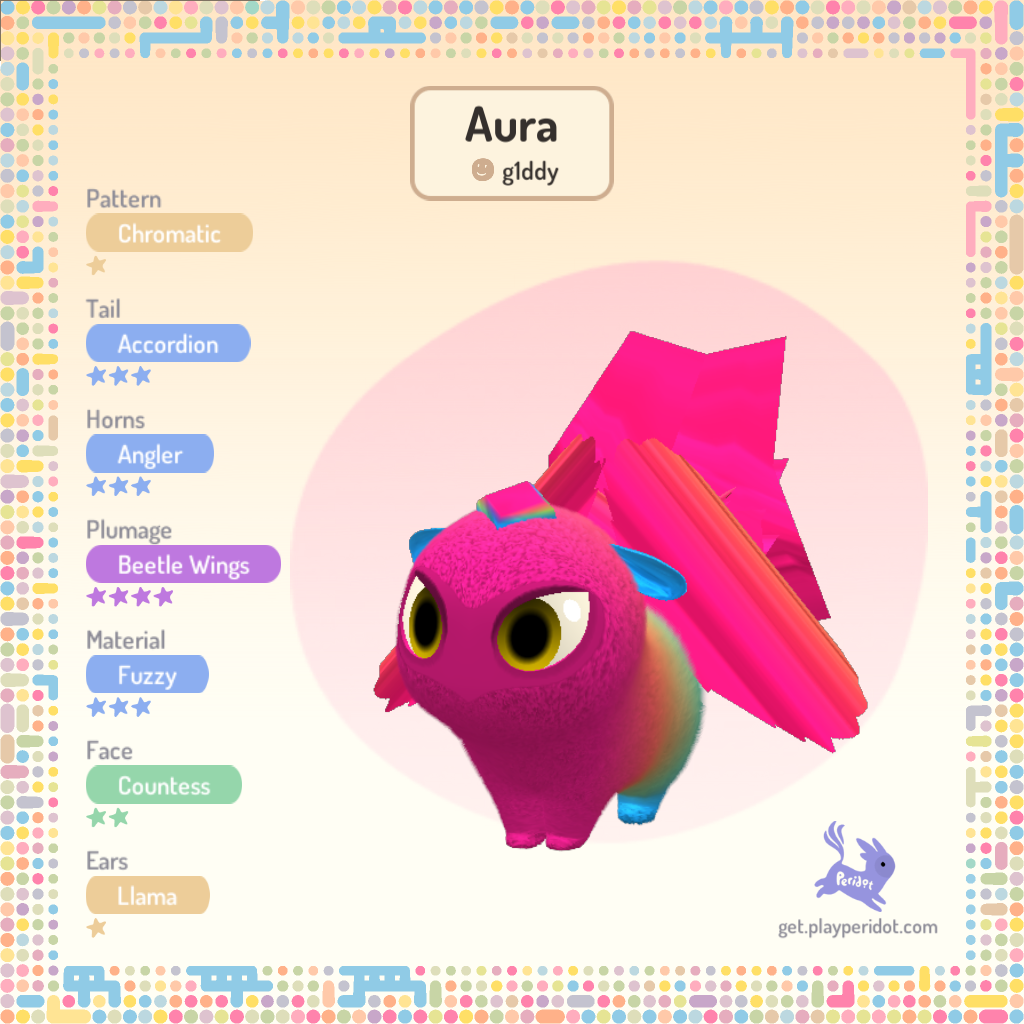 Aura
g1ddy
Pattern
Chromatic
Tail
Accordion
Horns
Angler
Plumage
Beetle Wings
Material
Fuzzy
Face
Countess
Ears
Llama
Peridot
get.playperidot.com